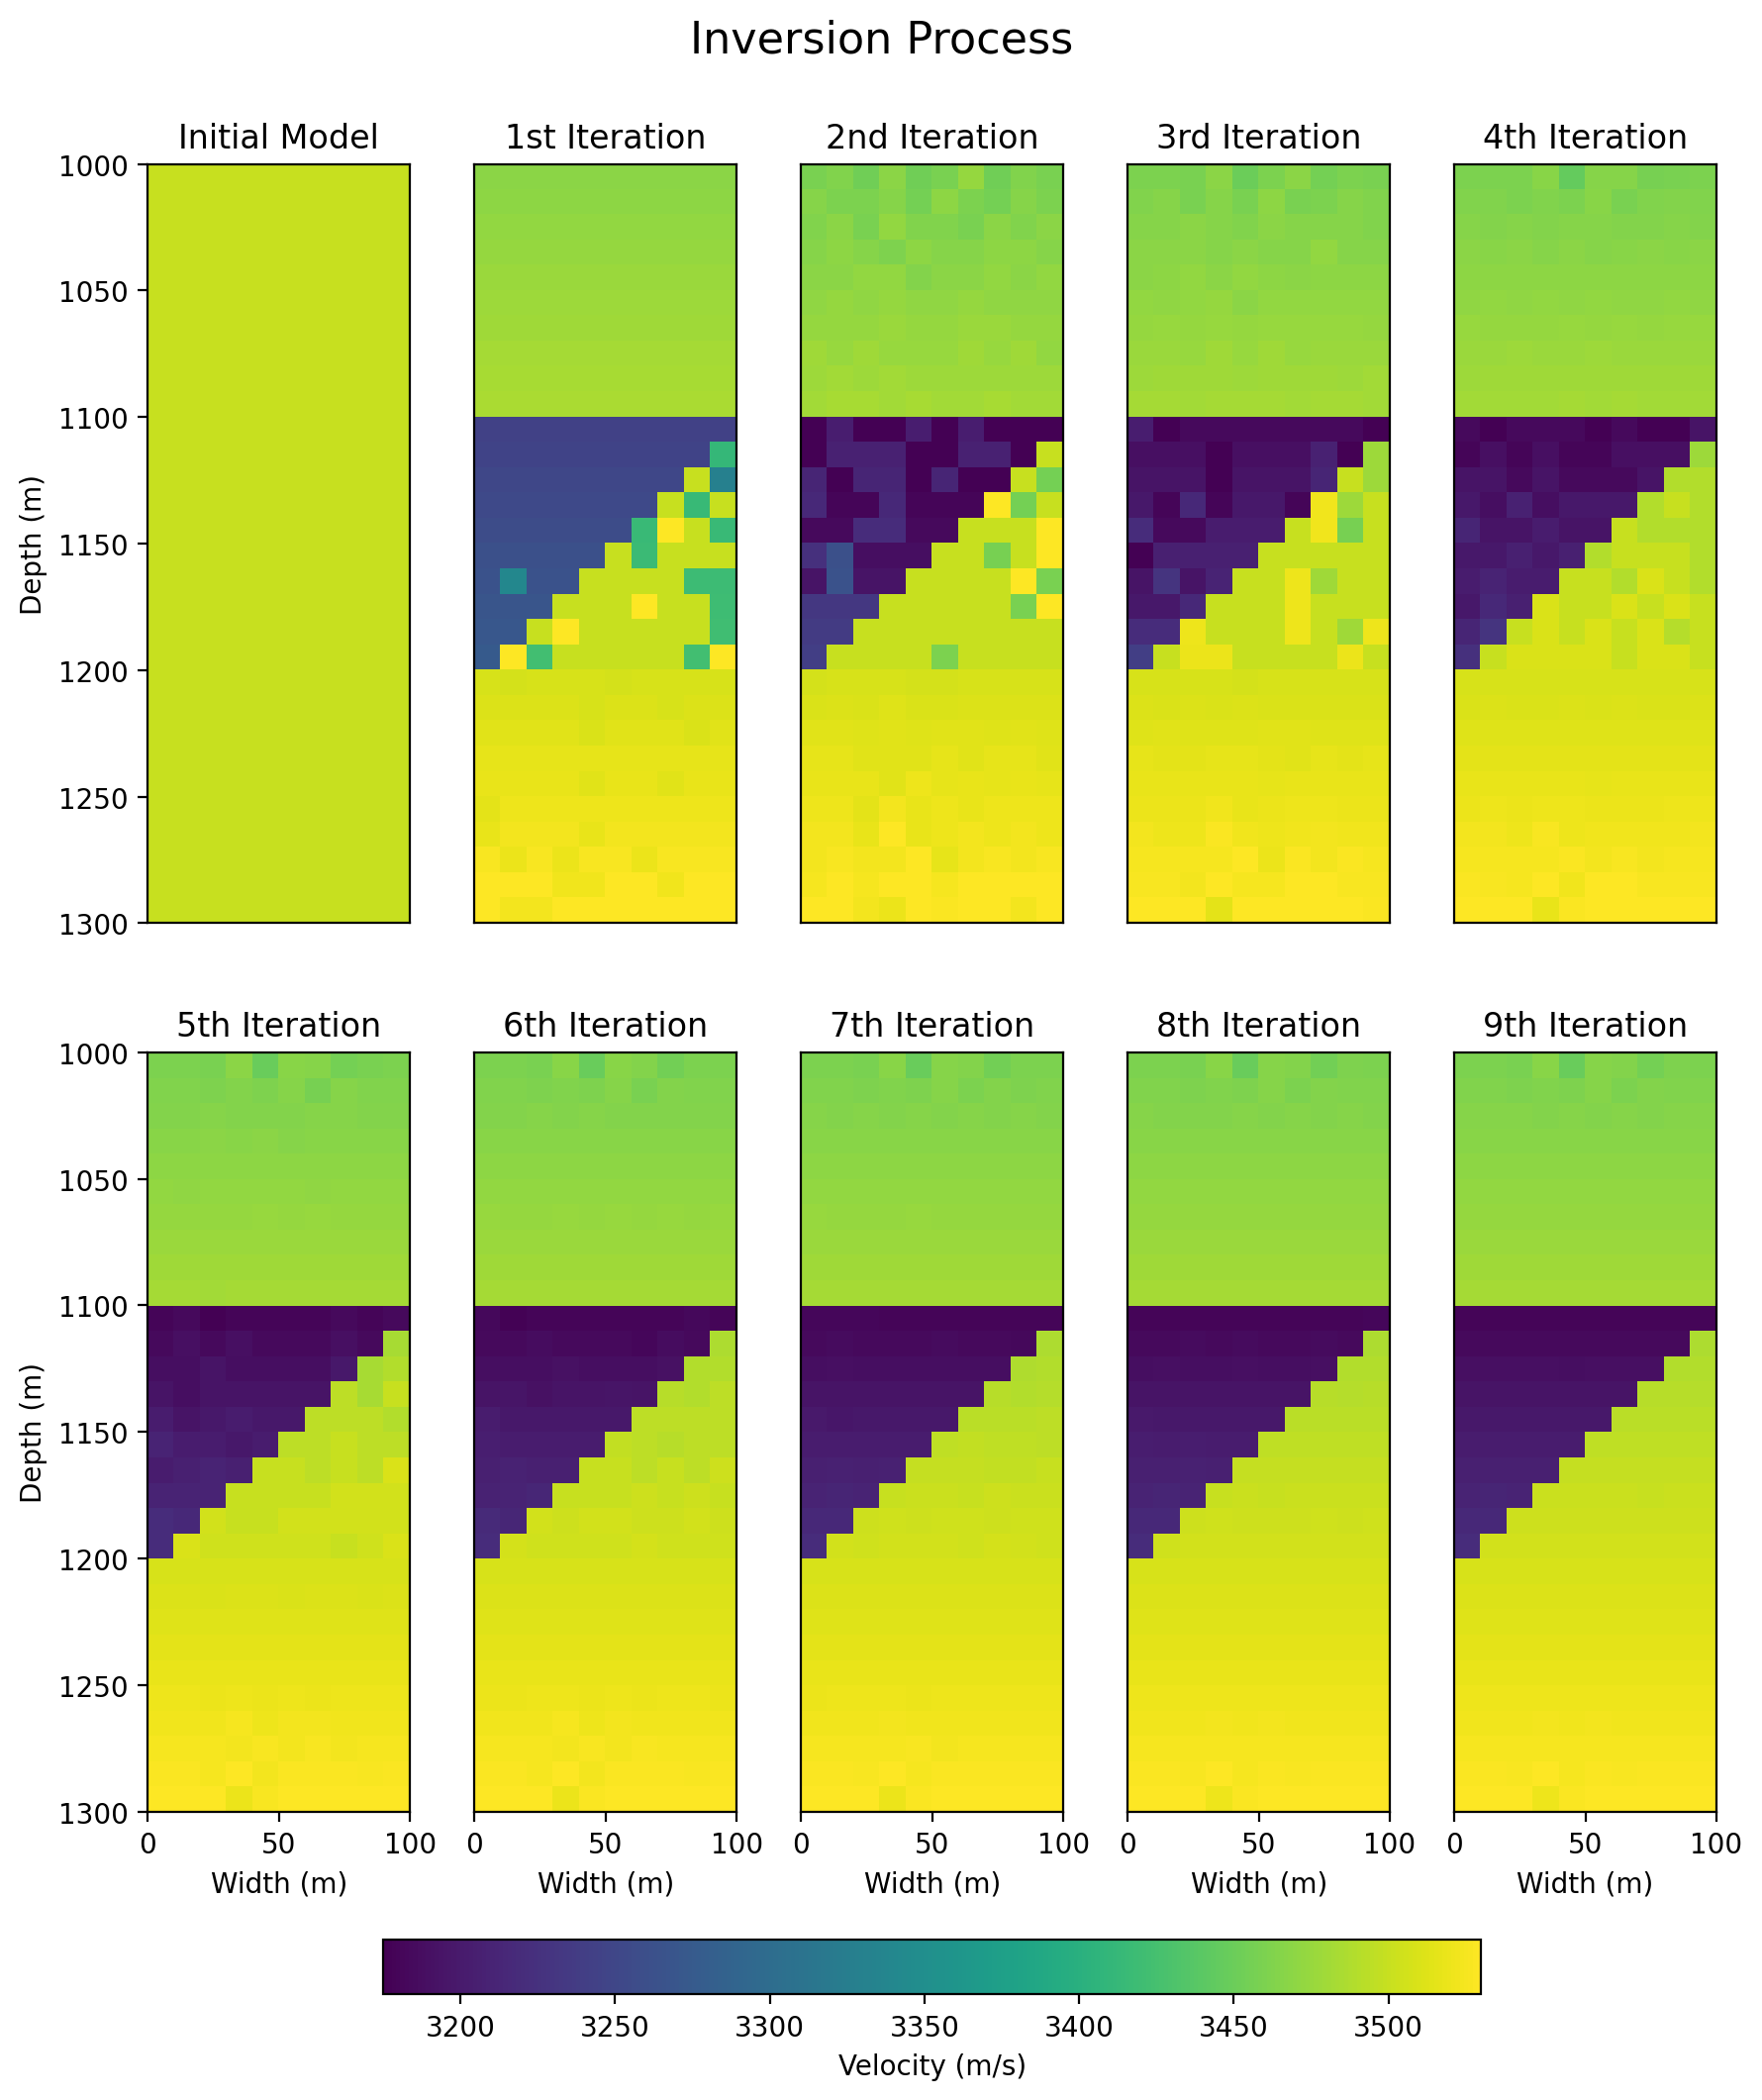 Inversion Process
Initial Model 1st Iteration 2nd Iteration 3rd Iteration 4th Iteration
1000
1050
1100
1150
1200
1250
1300
Depth (m)
5th Iteration 6th Iteration 7th Iteration 8th Iteration 9th Iteration
1000
1050
1100
1150
1200
1250
1300
Depth (m)
0 50 100 0 50 100 0 50 100 0 50 100 0 50 100
Width (m) Width (m) Width (m) Width (m) Width (m)
3200 3250 3300 3350 3400 3450 3500
Velocity (m/s)